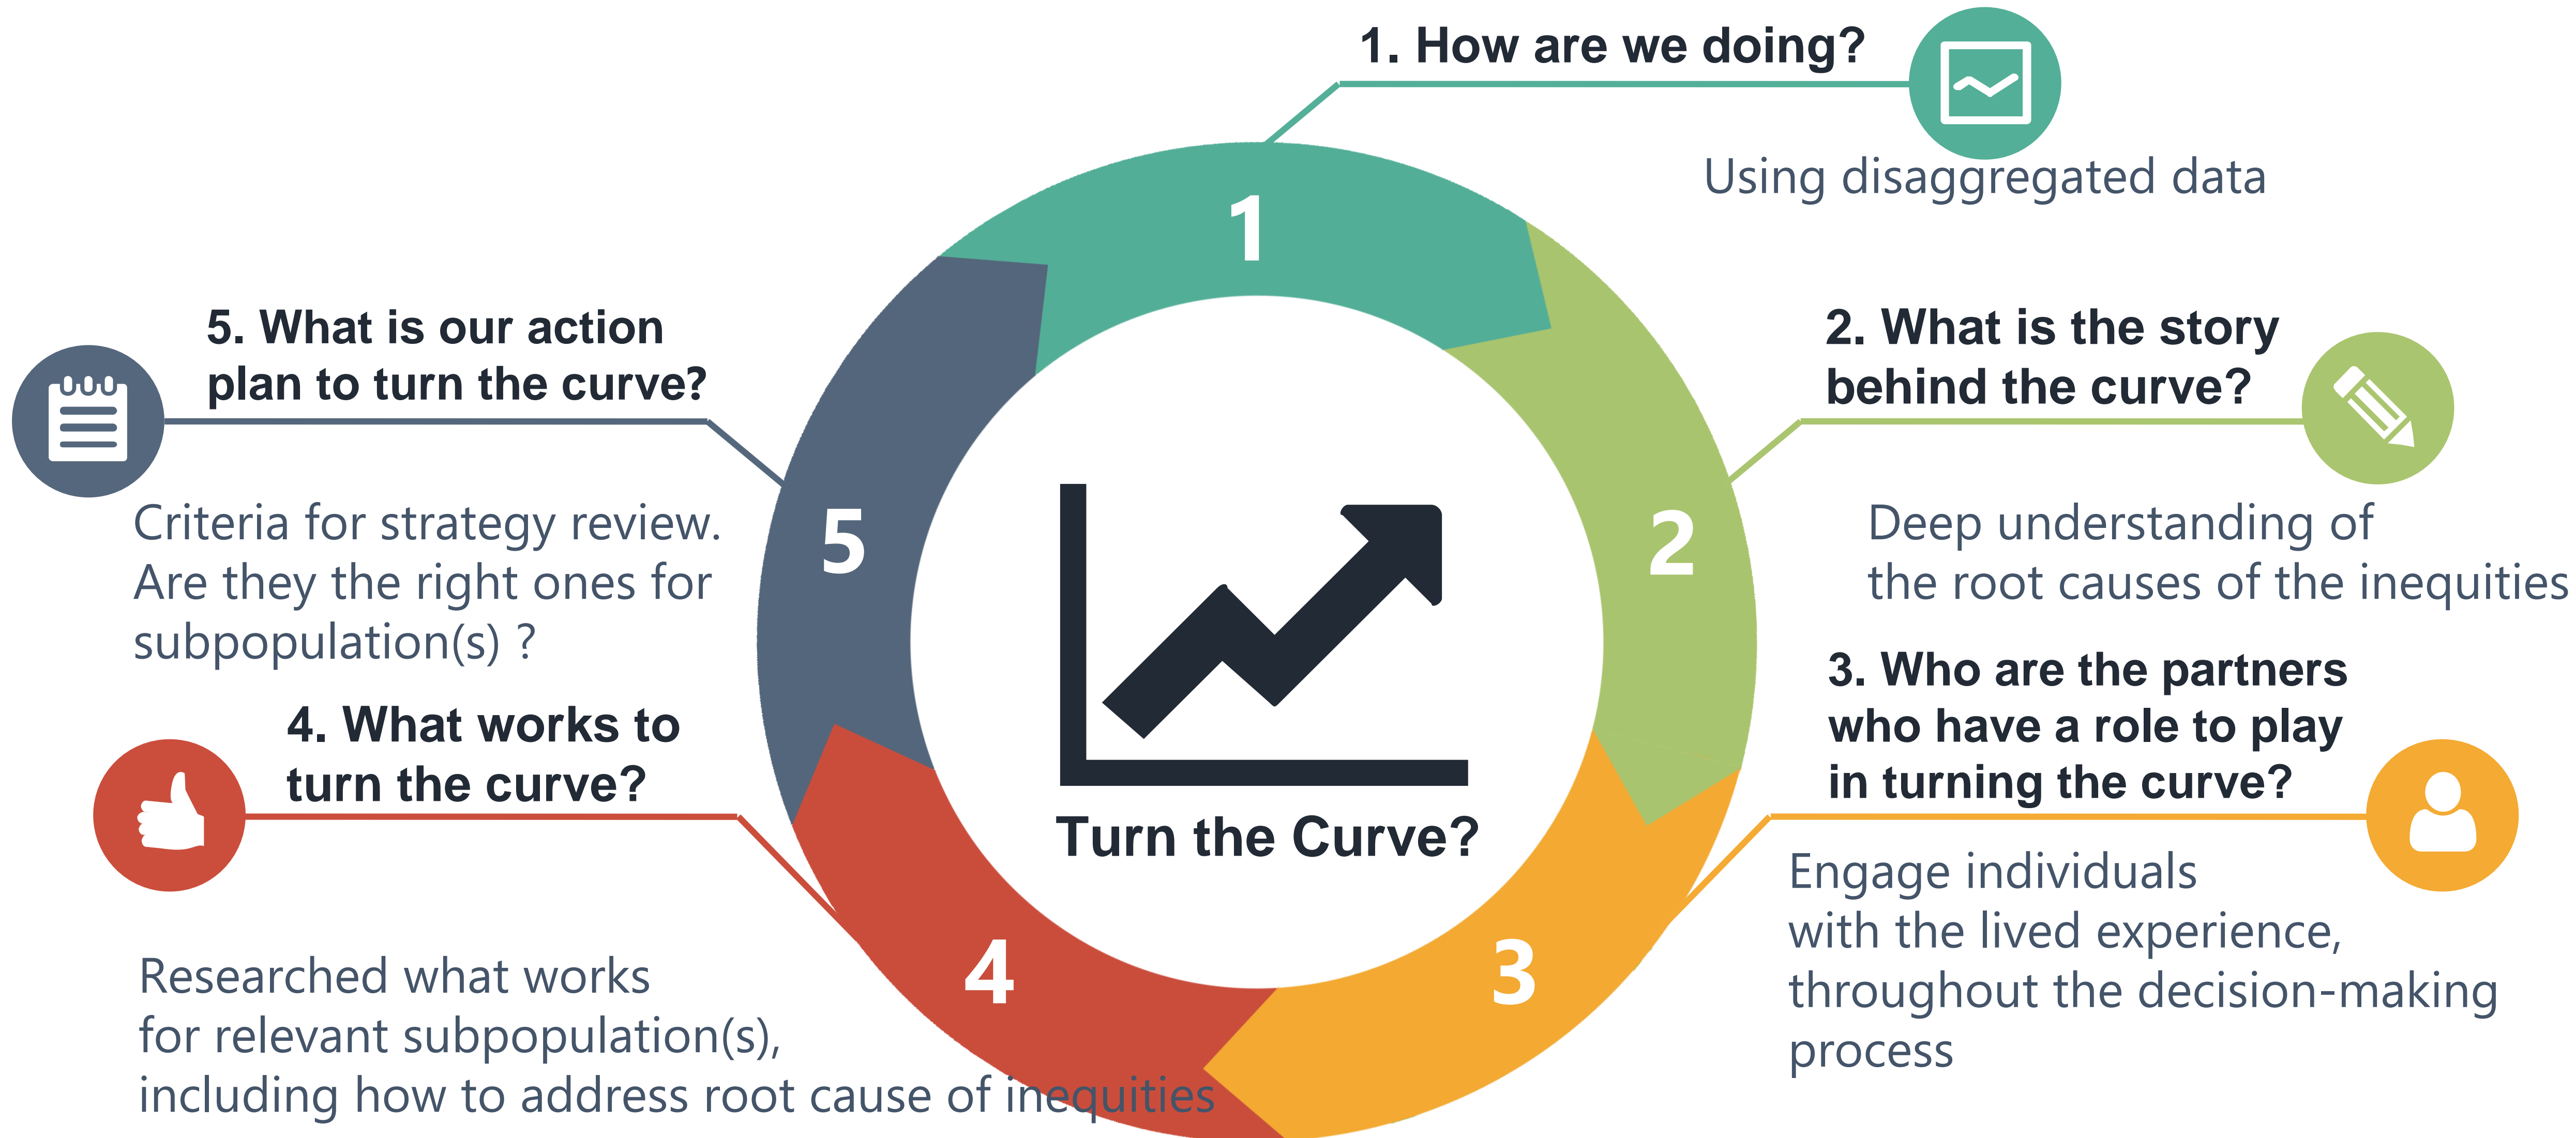 1. How are we doing?
Using disaggregated data
1
2. What is the story
behind the curve?
Deep understanding of
the root causes of the inequities
2
3. Who are the partners
who have a role to play
in turning the curve?
Engage individuals
with the lived experience,
throughout the decision-making
process
3
4. What works to
turn the curve?
Researched what works
for relevant subpopulation(s),
including how to address root cause of inequities
4
5. What is our action
plan to turn the curve?
Criteria for strategy review.
Are they the right ones for
subpopulation(s) ?
5
Turn the Curve?